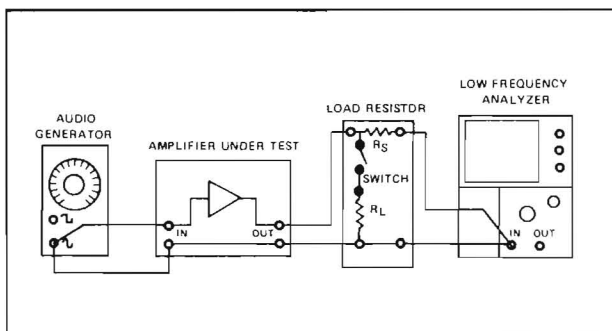 LOW FREQUENCY
ANALYZER
AUDIO
GENERATOR
AMPLIFIER UNDER TEST
LOAD RESISTOR
RS
SWITCH
RL
IN
OUT
IN OUT